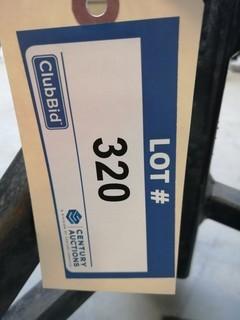 LOT #
320
ClubBid
CENTURY
AUCTIONS